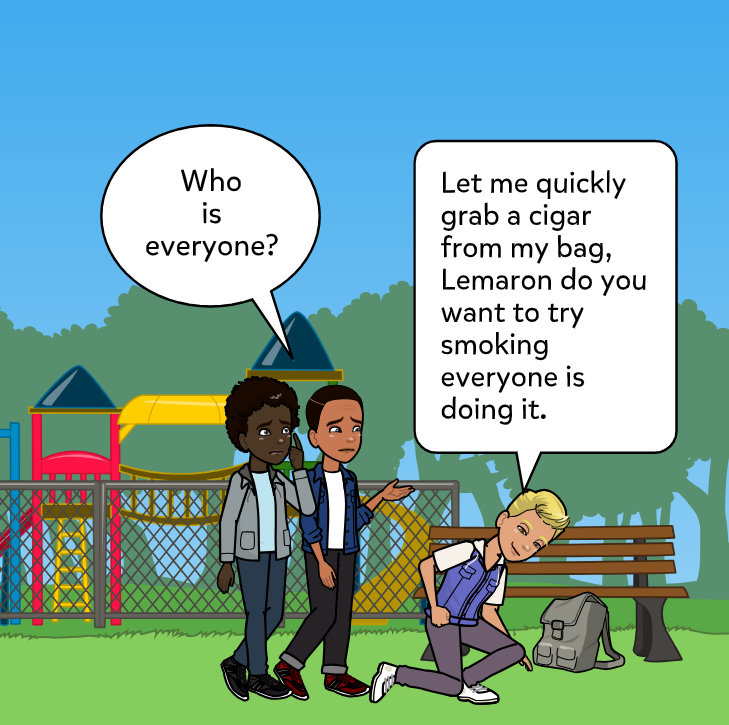 Who
is
everyone?
Let me quickly
grab a cigar
from my bag,
Lemaron do you
want to try
smoking
everyone is
doing it.